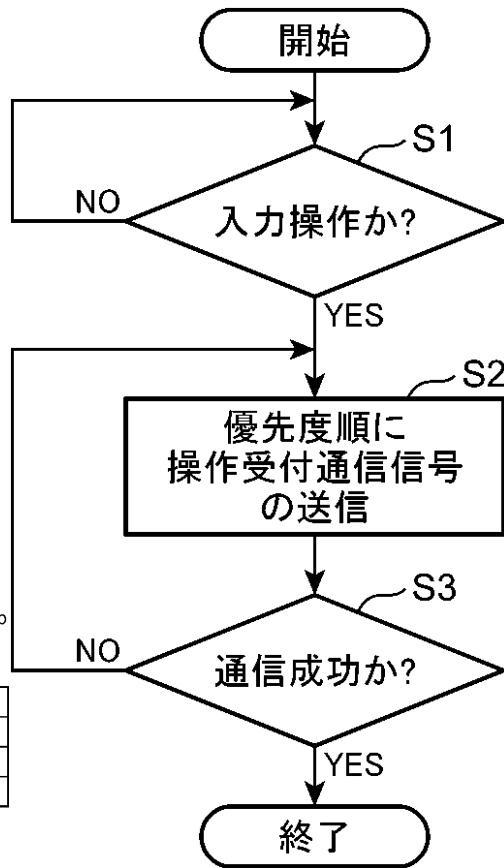 開始
S1
入力操作か?
NO
YES
S2
優先度順に
操作受付通信信号
の送信
S3
通信成功か?
NO
YES
終了